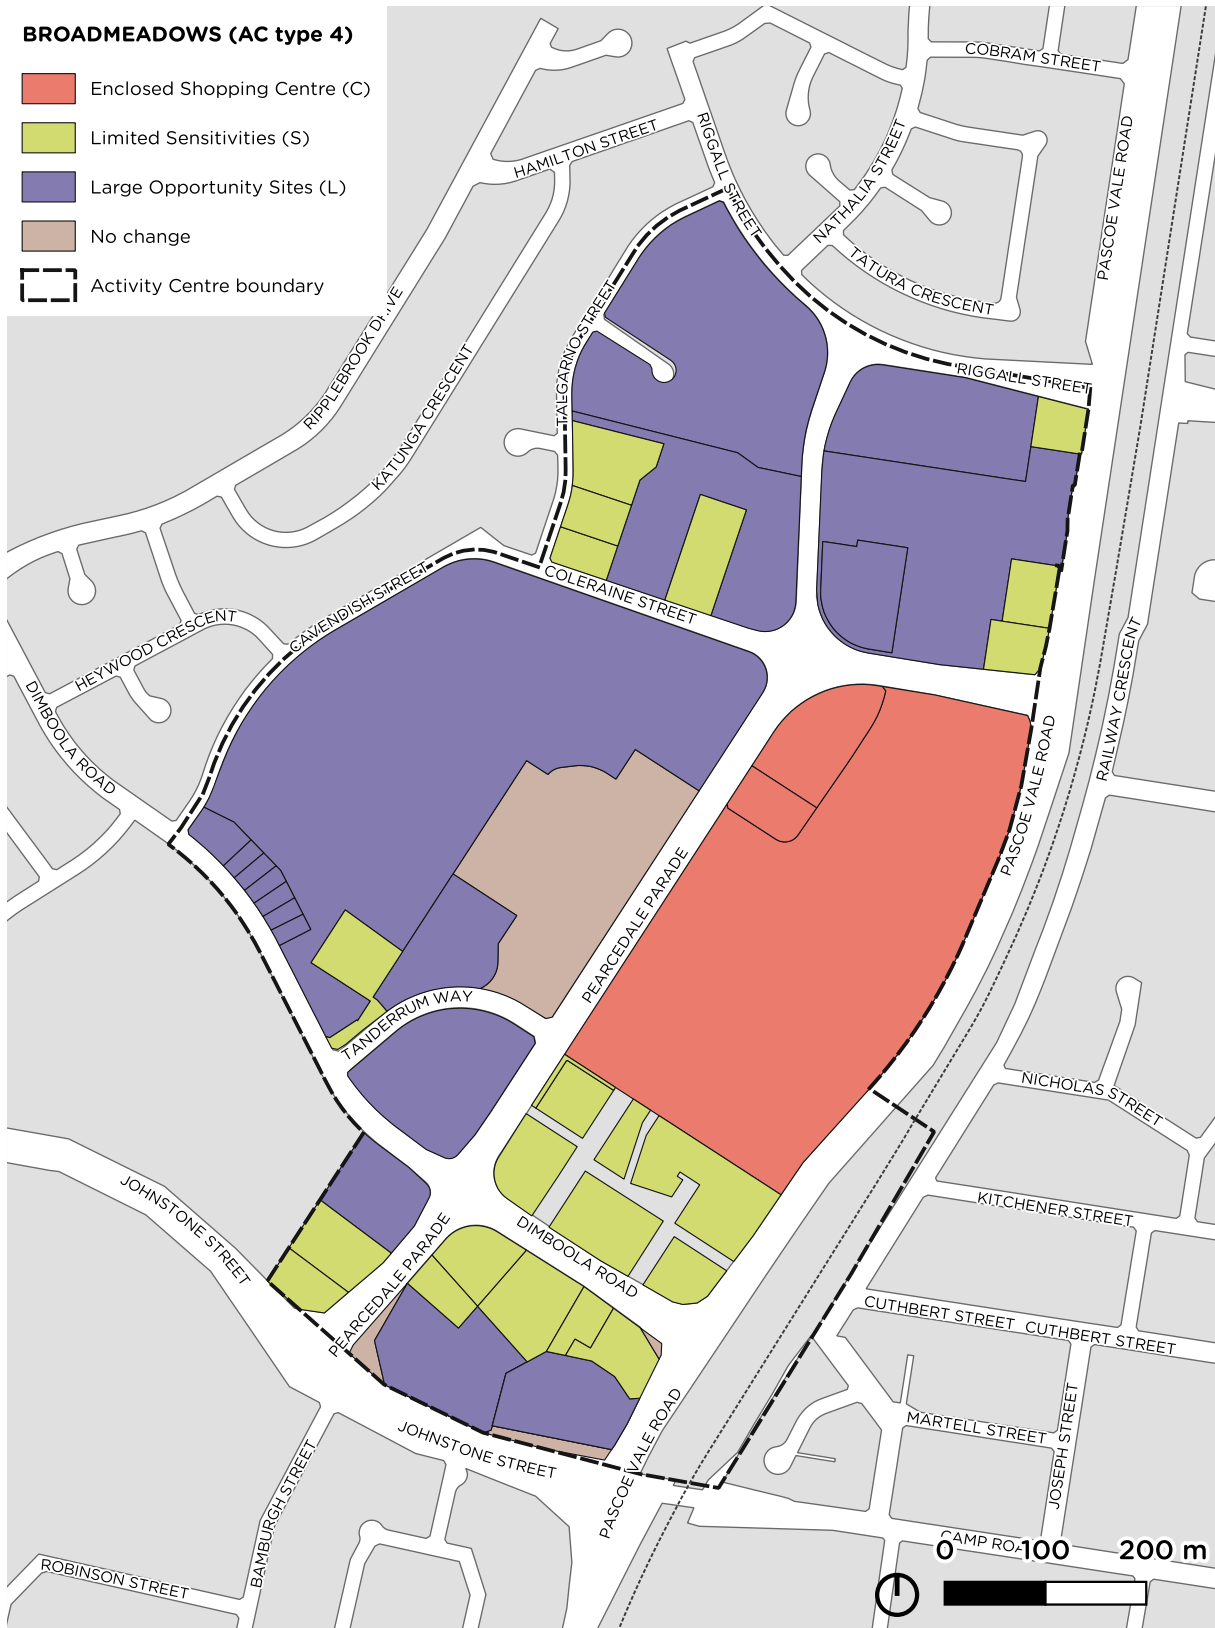 BROADMEADOWS (AC type 4)
Enclosed Shopping Centre (C)
Limited Sensitivities (S)
Large Opportunity Sites (L)
No change
Activity Centre boundary
COBRAM STREET
HAMILTON STREET
RIGGALL STREET
NATHALIA STREET
PASCOE VALE ROAD
TATURA CRESCENT
RIPPLEBROOK DRIVE
TALGARNO STREET
KATUNGA CRESCENT
RIGGALL STREET
COLERAINE STREET
CAVENDISH STREET
HEYWOOD CRESCENT
DIMBOOLA ROAD
RAILWAY CRESCENT
PASCOE VALE ROAD
PEARCEDALE PARADE
TANDERRUM WAY
NICHOLAS STREET
JOHNSTONE STREET
KITCHENER STREET
DIMBOOLA ROAD
PEARCEDALE PARADE
CUTHBERT STREET
CUTHBERT STREET
MARTELL STREET
JOSEPH STREET
JOHNSTONE STREET
PASCOE VALE ROAD
BAMBURGH STREET
ROBINSON STREET
CAMP ROA
0 100 200 m